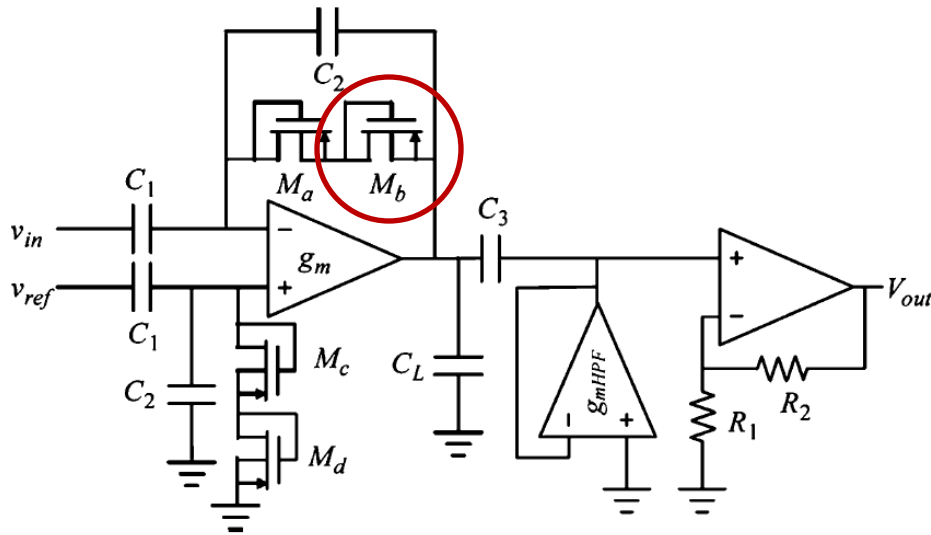 C2
Ma
Mb
C1
vin
−
gm
+
vref
C1
C2
Mc
Md
CL
C3
gmHPF
−
+
+
−
Vout
R1
R2